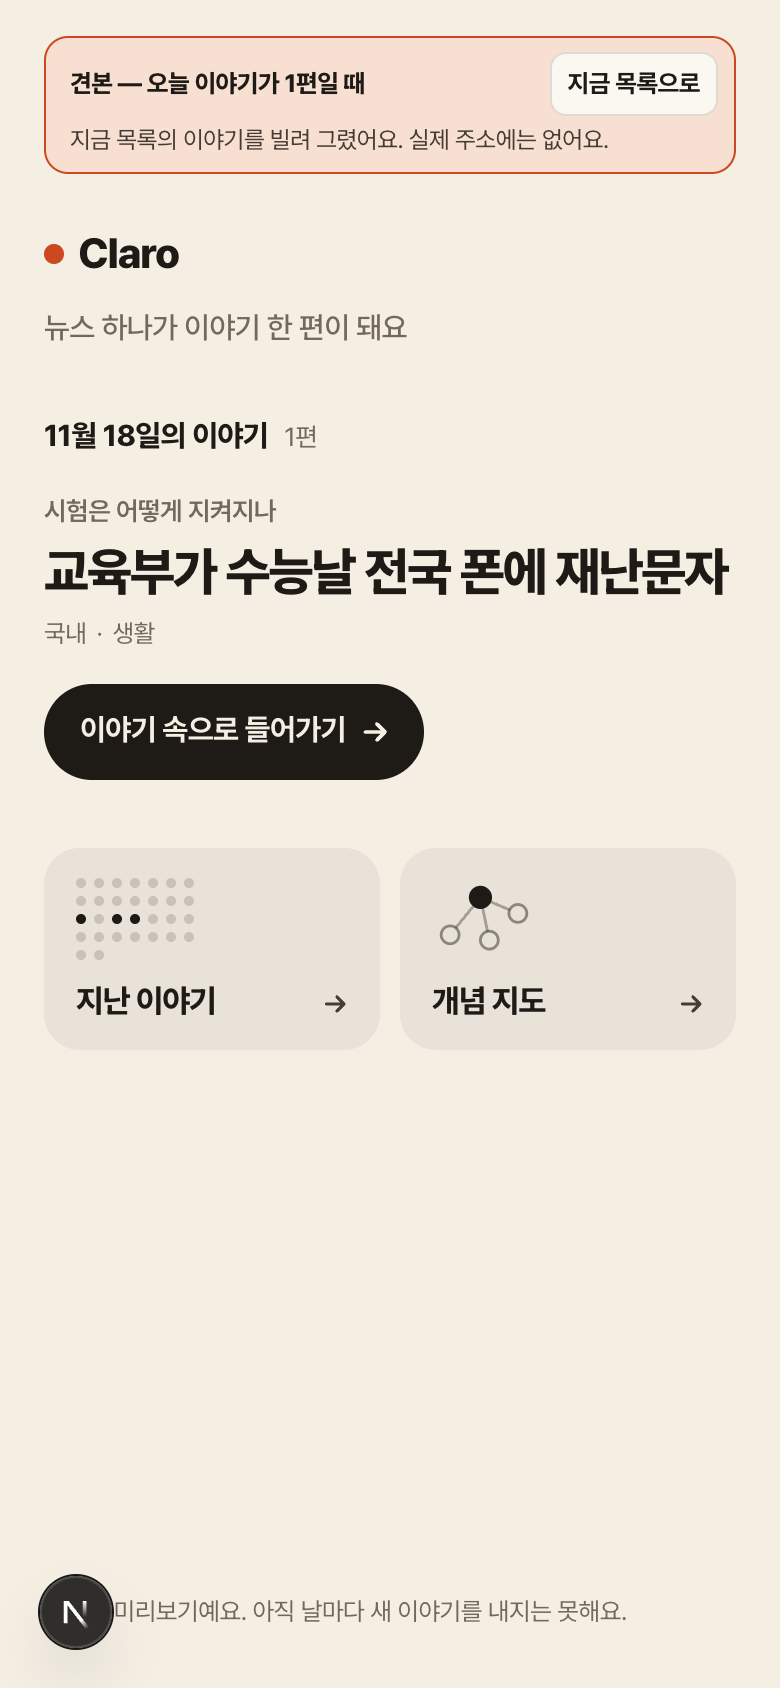 견본 — 오늘 이야기가 1편일 때
지금 목록으로
지금 목록의 이야기를 빌려 그렸어요. 실제 주소에는 없어요.
Claro
뉴스 하나가 이야기 한 편이 돼요
11월 18일의 이야기 1편
시험은 어떻게 지켜지나
교육부가 수능날 전국 폰에 재난문자
국내 · 생활
이야기 속으로 들어가기 →
지난 이야기 →
개념 지도 →
N
미리보기예요. 아직 날마다 새 이야기를 내지는 못해요.